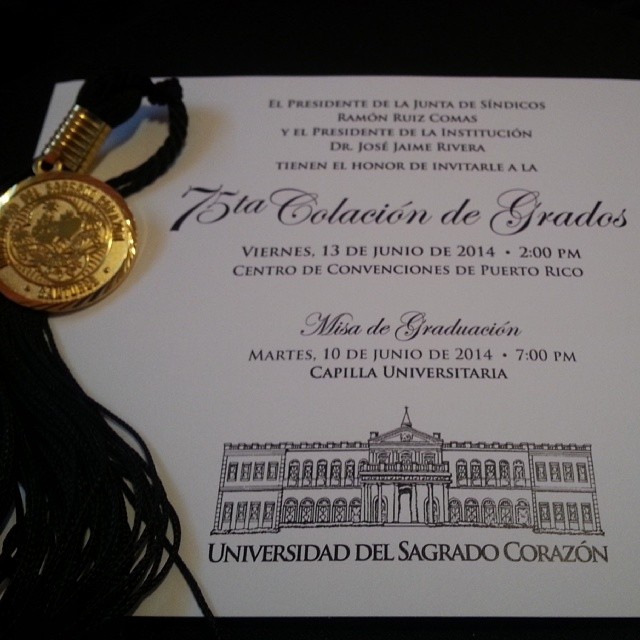 El Presidente de la Junta de Síndicos
Ramón Ruiz Comas
y el Presidente de la Institución
Dr. José Jaime Rivera
tienen el honor de invitarle a la
75ta Colación de Grados
Viernes, 13 de junio de 2014 • 2:00 pm
Centro de Convenciones de Puerto Rico
Misa de Graduación
Martes, 10 de junio de 2014 • 7:00 pm
Capilla Universitaria
Universidad del Sagrado Corazón